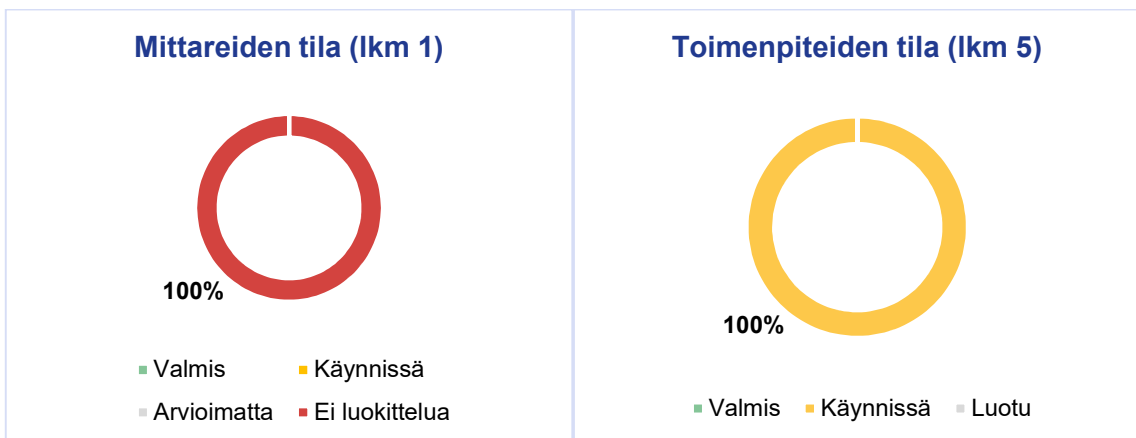 Mittareiden tila (lkm 1)
100%
Valmis
Käynnissä
Arvioimatta
Ei luokittelua
Toimenpiteiden tila (lkm 5)
100%
Valmis
Käynnissä
Luotu